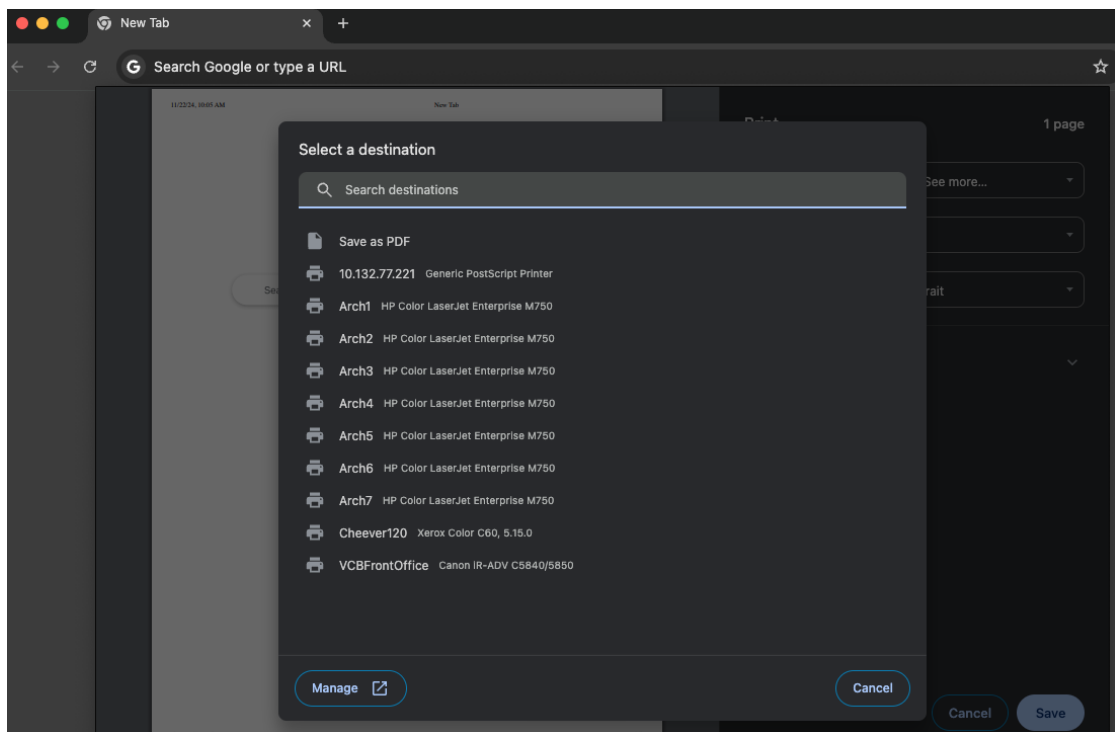 New Tab
Search Google or type a URL
11/22/24, 10:05 AM New Tab
Print 1 page
Select a destination
See more...
Search destinations
Save as PDF
10.132.77.221 Generic PostScript Printer
Sea
Arch1 HP Color LaserJet Enterprise M750
rait
Arch2 HP Color LaserJet Enterprise M750
Arch3 HP Color LaserJet Enterprise M750
Arch4 HP Color LaserJet Enterprise M750
Arch5 HP Color LaserJet Enterprise M750
Arch6 HP Color LaserJet Enterprise M750
Arch7 HP Color LaserJet Enterprise M750
Cheever120 Xerox Color C60, 5.15.0
VCBFrontOffice Canon IR-ADV C5840/5850
Manage Cancel
Cancel Save